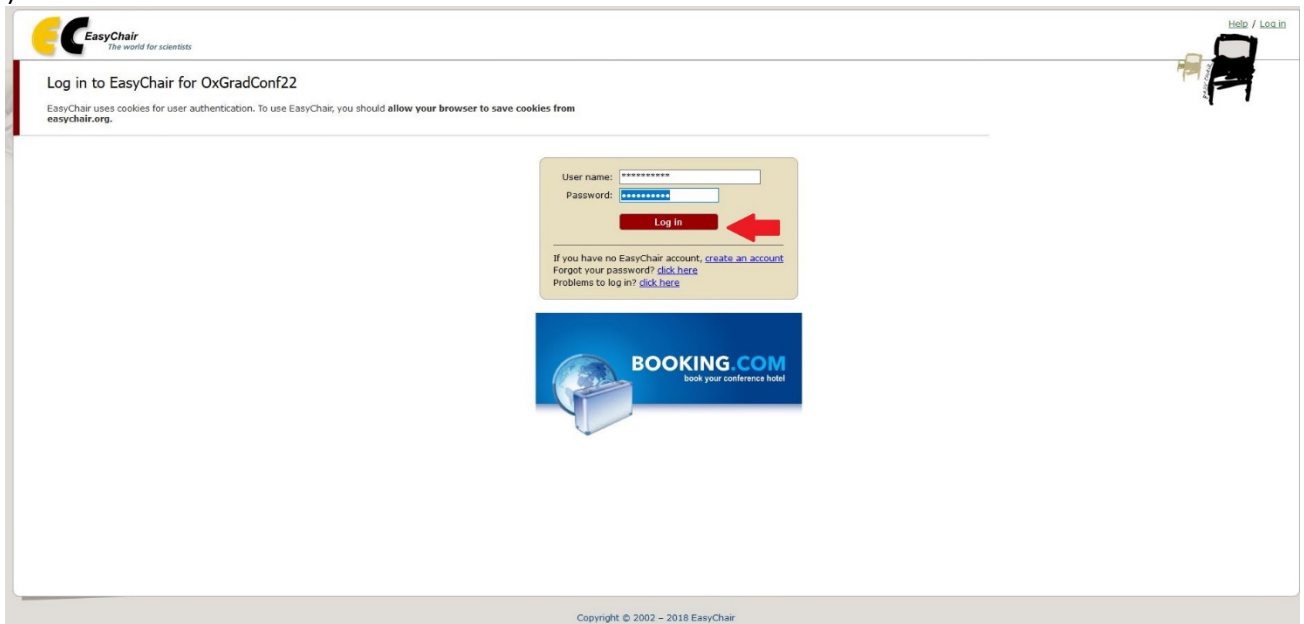 Help / Log in
EC EasyChair
The world for scientists
Log in to EasyChair for OxGradConf22
EasyChair uses cookies for user authentication. To use EasyChair, you should allow your browser to save cookies from
easychair.org.
User name: **********
Password: ••••••••••
Log in
If you have no EasyChair account, create an account
Forgot your password? click here
Problems to log in? click here
BOOKING.COM
book your conference hotel
Copyright © 2002 – 2018 EasyChair